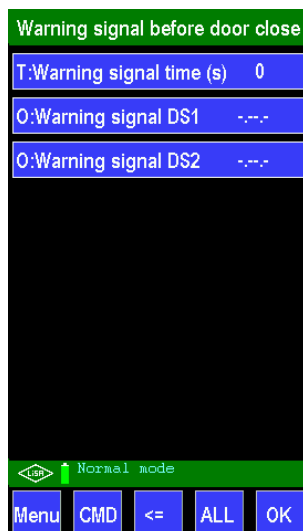 Warning signal before door close
T:Warning signal time (s) 0
O:Warning signal DS1 -.--.-
O:Warning signal DS2 -.--.-
LiSA Normal mode
Menu CMD <= ALL OK